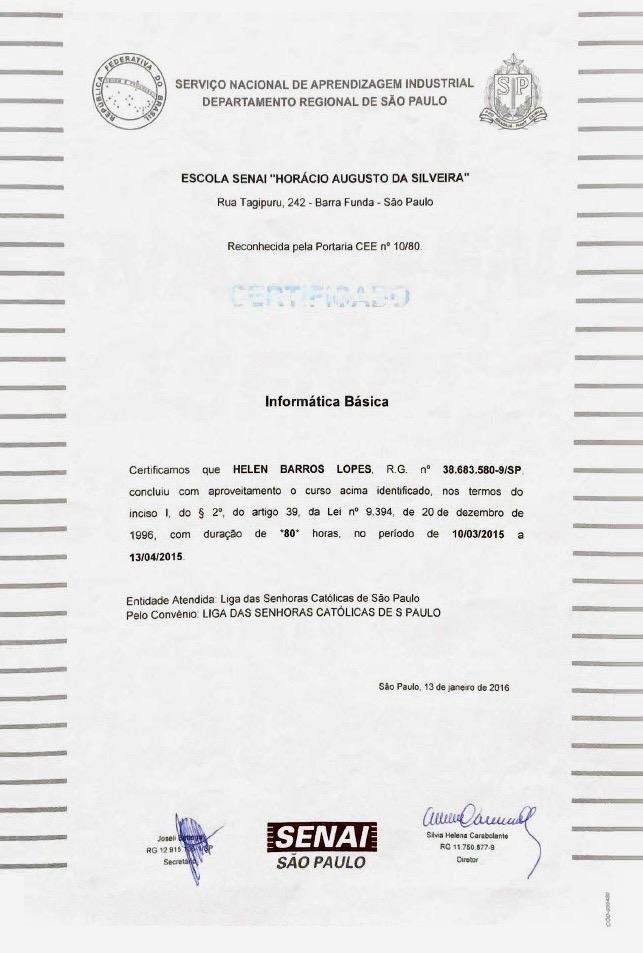 REPÚBLICA FEDERATIVA DO BRASIL
SERVIÇO NACIONAL DE APRENDIZAGEM INDUSTRIAL
DEPARTAMENTO REGIONAL DE SÃO PAULO
SP
ESCOLA SENAI "HORÁCIO AUGUSTO DA SILVEIRA"
Rua Tagipuru, 242 - Barra Funda - São Paulo
Reconhecida pela Portaria CEE nº 10/80.
CERTIFICADO
Informática Básica
Certificamos que HELEN BARROS LOPES, R.G. nº 38.683.580-9/SP,
concluiu com aproveitamento o curso acima identificado, nos termos do
inciso I, do § 2º, do artigo 39, da Lei nº 9.394, de 20 de dezembro de
1996, com duração de *80* horas, no período de 10/03/2015 a
13/04/2015.
Entidade Atendida: Liga das Senhoras Católicas de São Paulo
Pelo Convênio: LIGA DAS SENHORAS CATÓLICAS DE S PAULO
São Paulo, 13 de janeiro de 2016
Joseli
RG 12.915
Secretário
SENAI
SÃO PAULO
Silvia Helena Carabolante
RG 11.750.877-9
Diretor